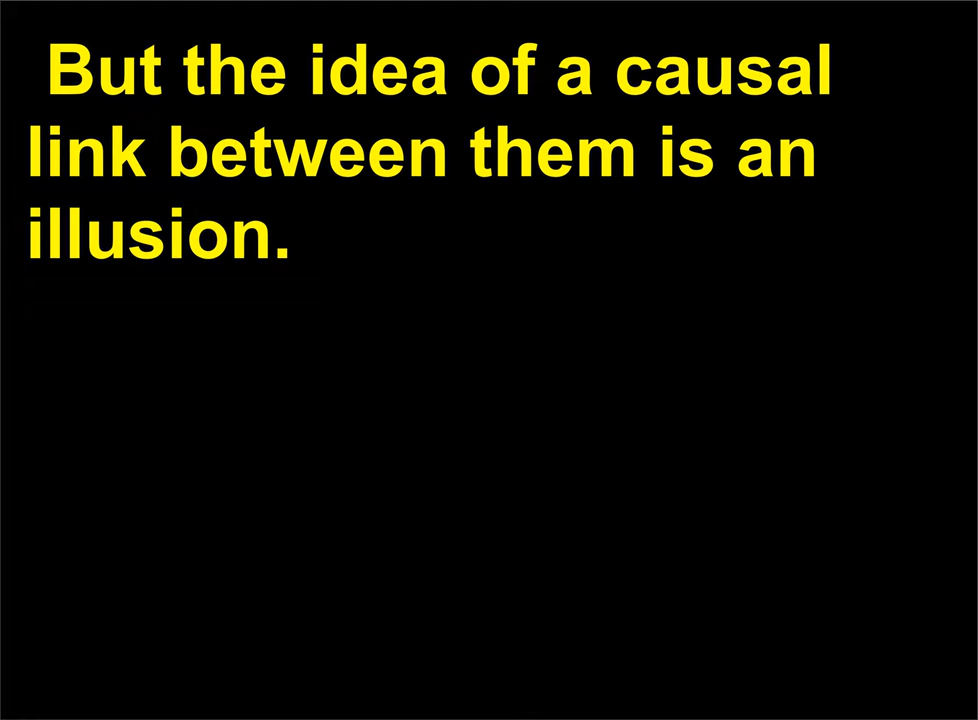 But the idea of a causal
link between them is an
illusion.